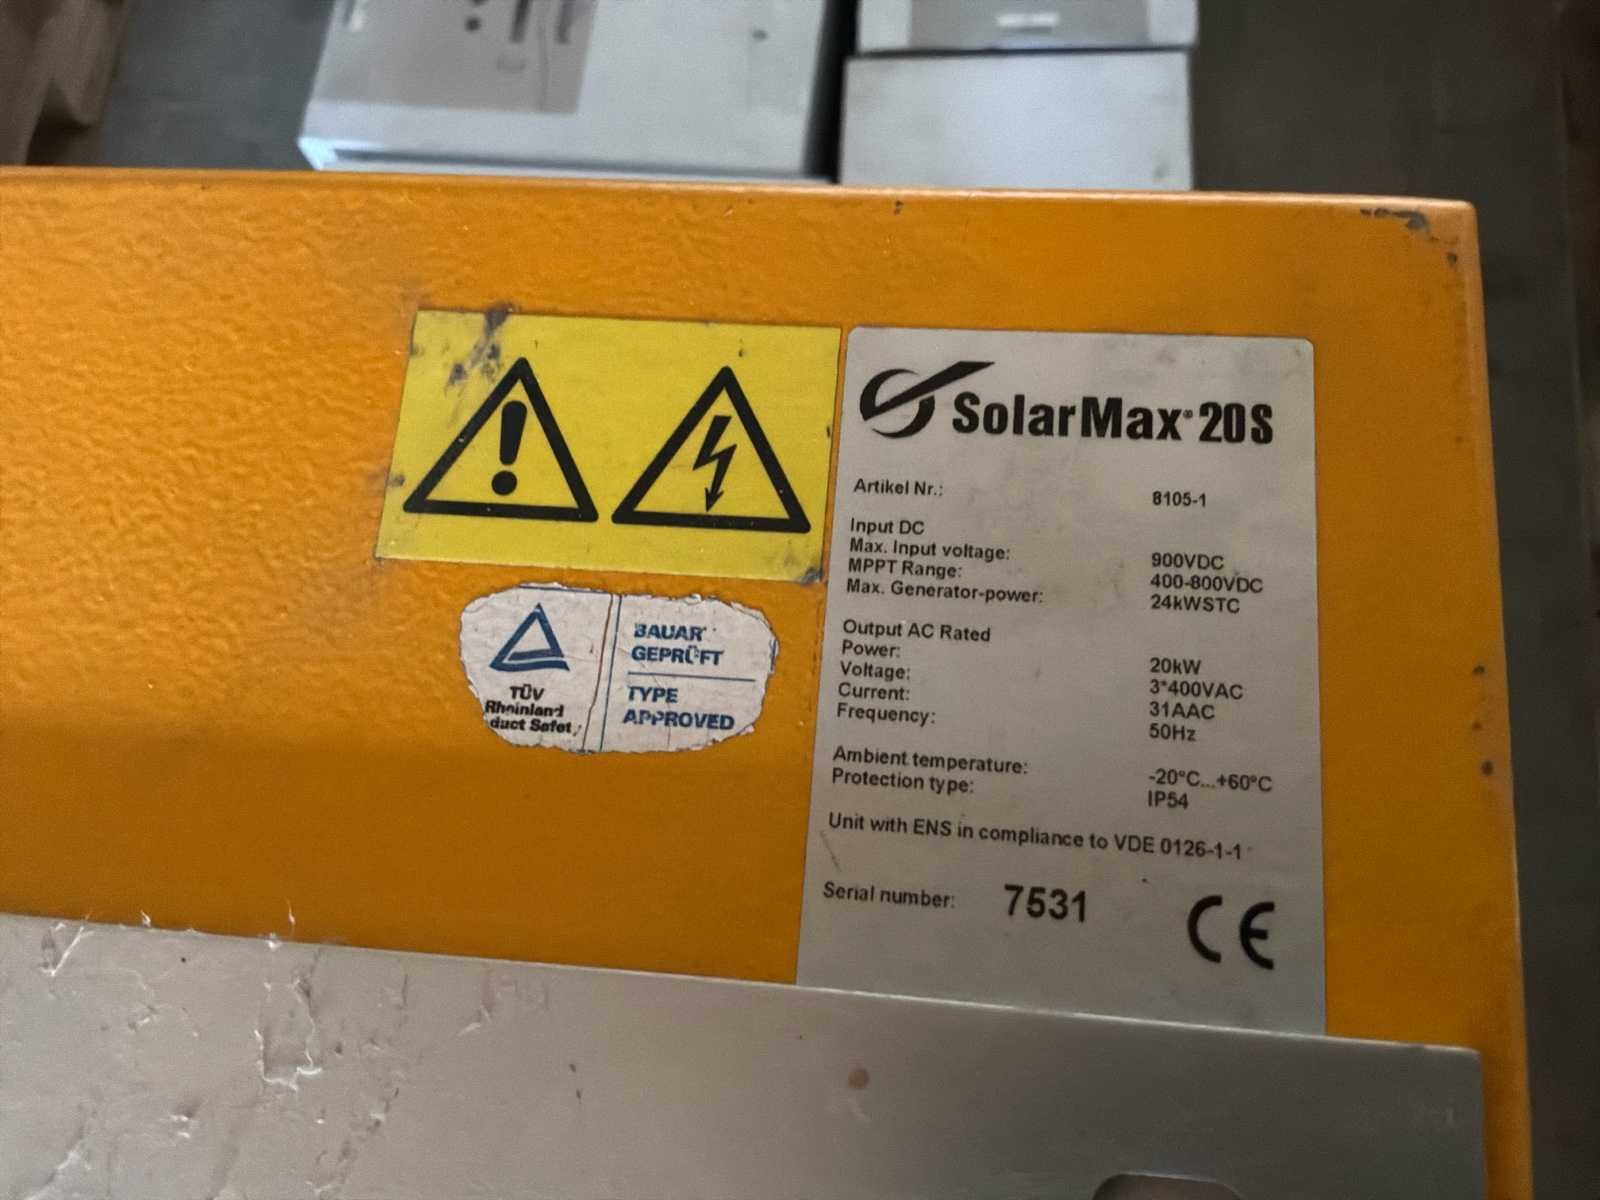 SolarMax® 20S
Artikel Nr.: 8105-1
Input DC
Max. Input voltage: 900VDC
MPPT Range: 400-800VDC
Max. Generator-power: 24kWSTC
Output AC Rated
Power: 20kW
Voltage: 3*400VAC
Current: 31AAC
Frequency: 50Hz
Ambient temperature: -20°C...+60°C
Protection type: IP54
Unit with ENS in compliance to VDE 0126-1-1
Serial number: 7531
CE
TÜV
Rheinland
duct Safet
BAUART
GEPRÜFT
TYPE
APPROVED